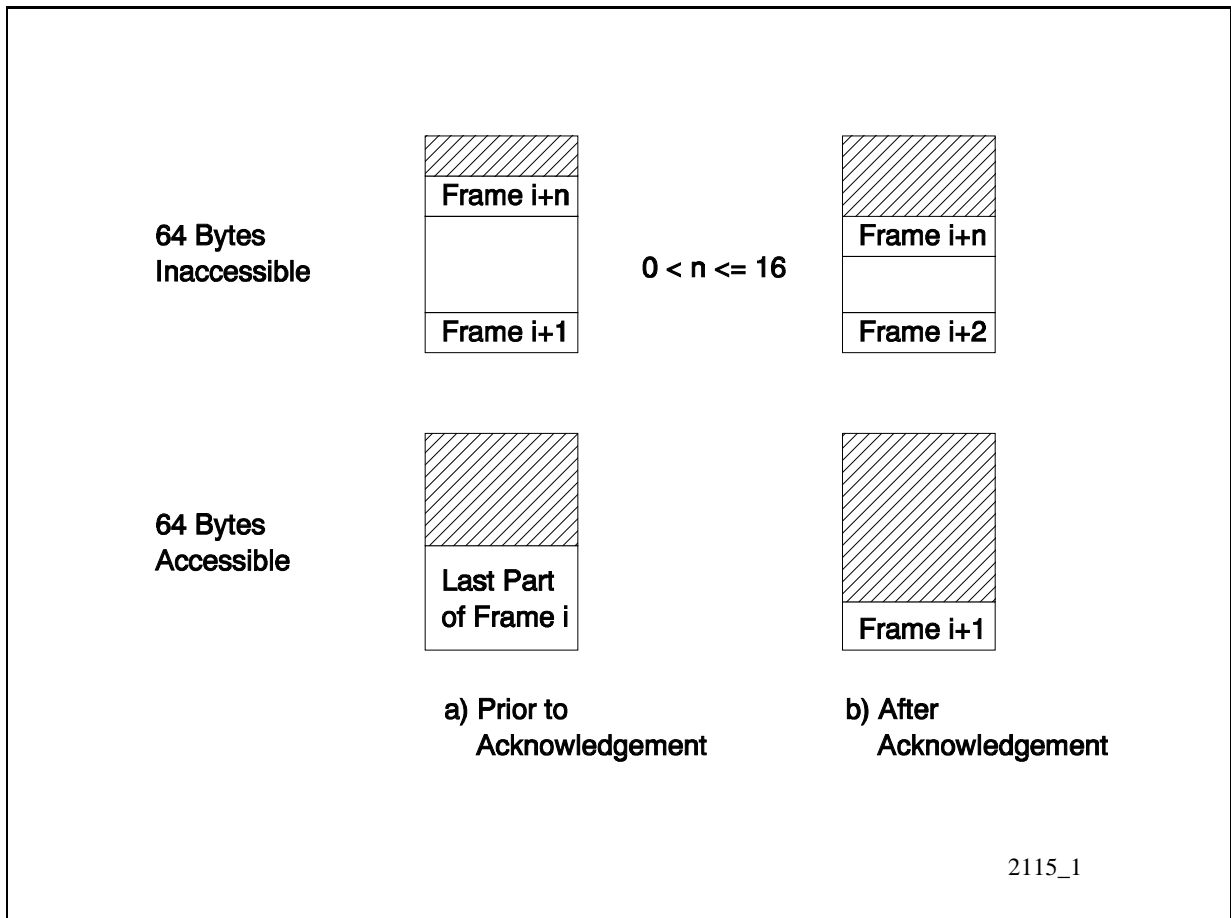 64 Bytes
Inaccessible
Frame i+n
Frame i+1
0 < n <= 16
Frame i+n
Frame i+2
64 Bytes
Accessible
Last Part
of Frame i
Frame i+1
a) Prior to
Acknowledgement
b) After
Acknowledgement
2115_1